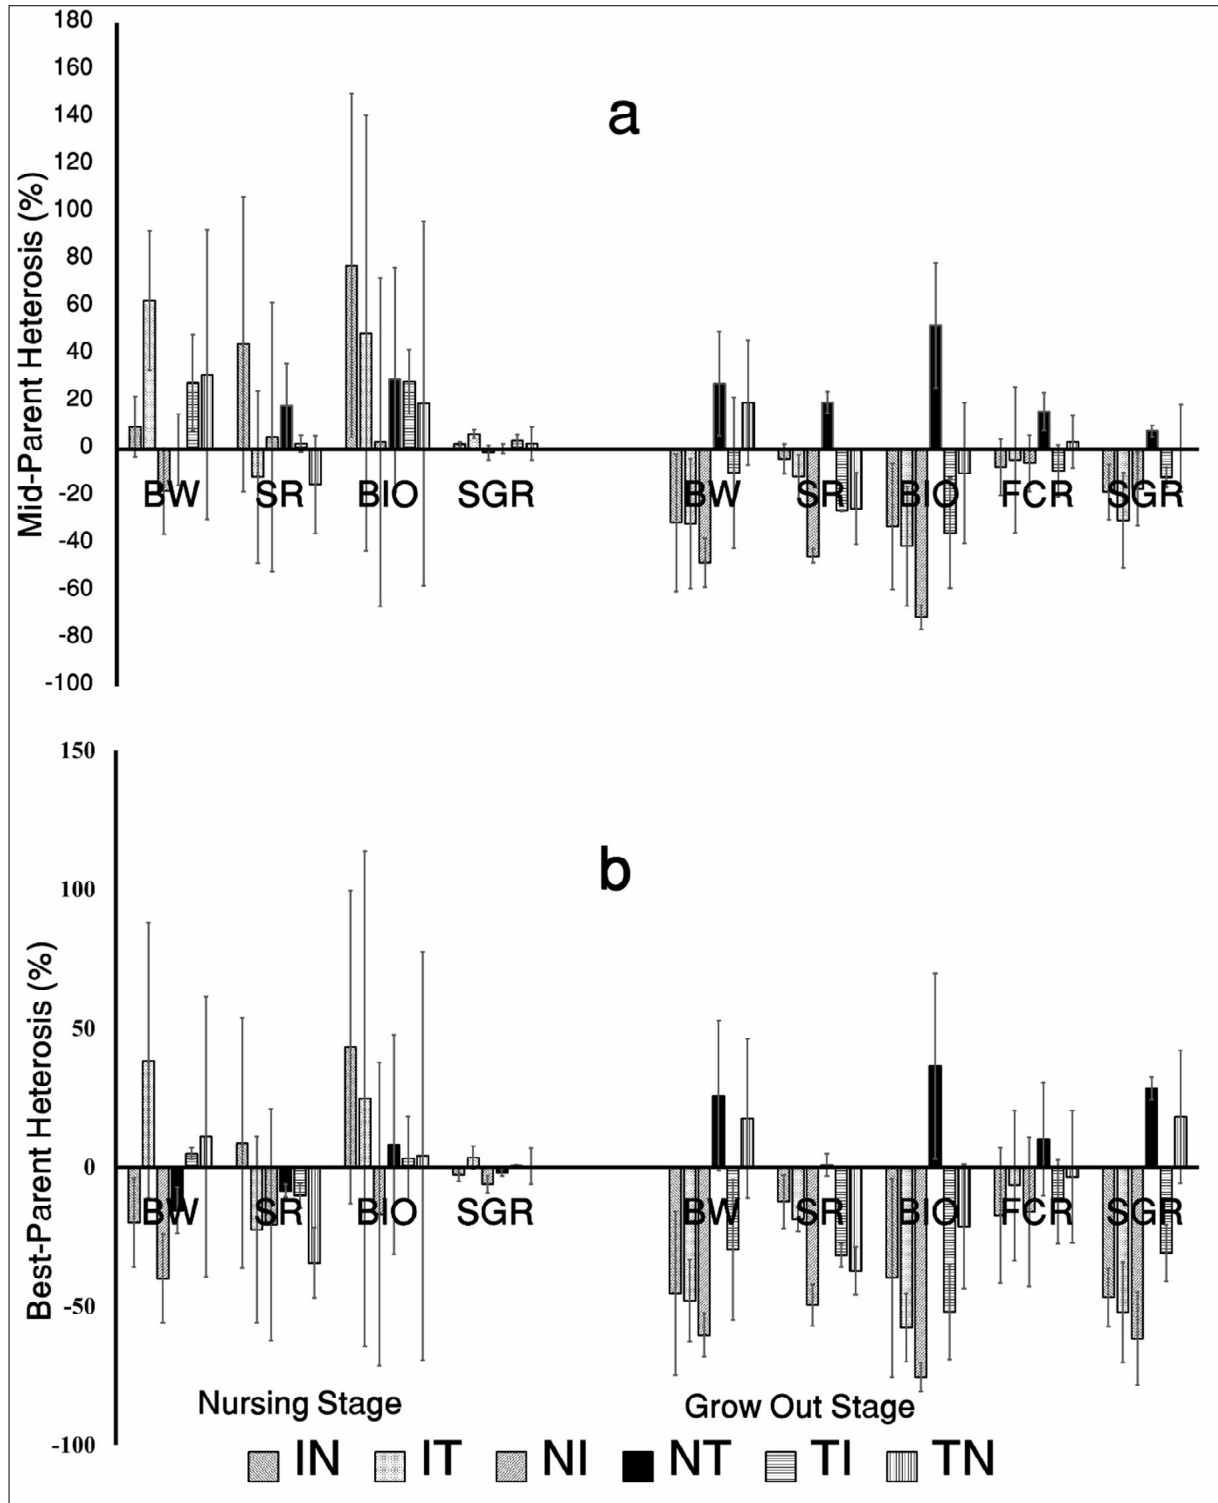 180
160
140
120
100
80
60
40
20
0
-20
-40
-60
-80
-100
Mid-Parent Heterosis (%)
a
BW SR BIO SGR BW SR BIO FCR SGR
150
100
50
0
-50
-100
Best-Parent Heterosis (%)
b
BW SR BIO SGR BW SR BIO FCR SGR
Nursing Stage Grow Out Stage
IN IT NI NT TI TN